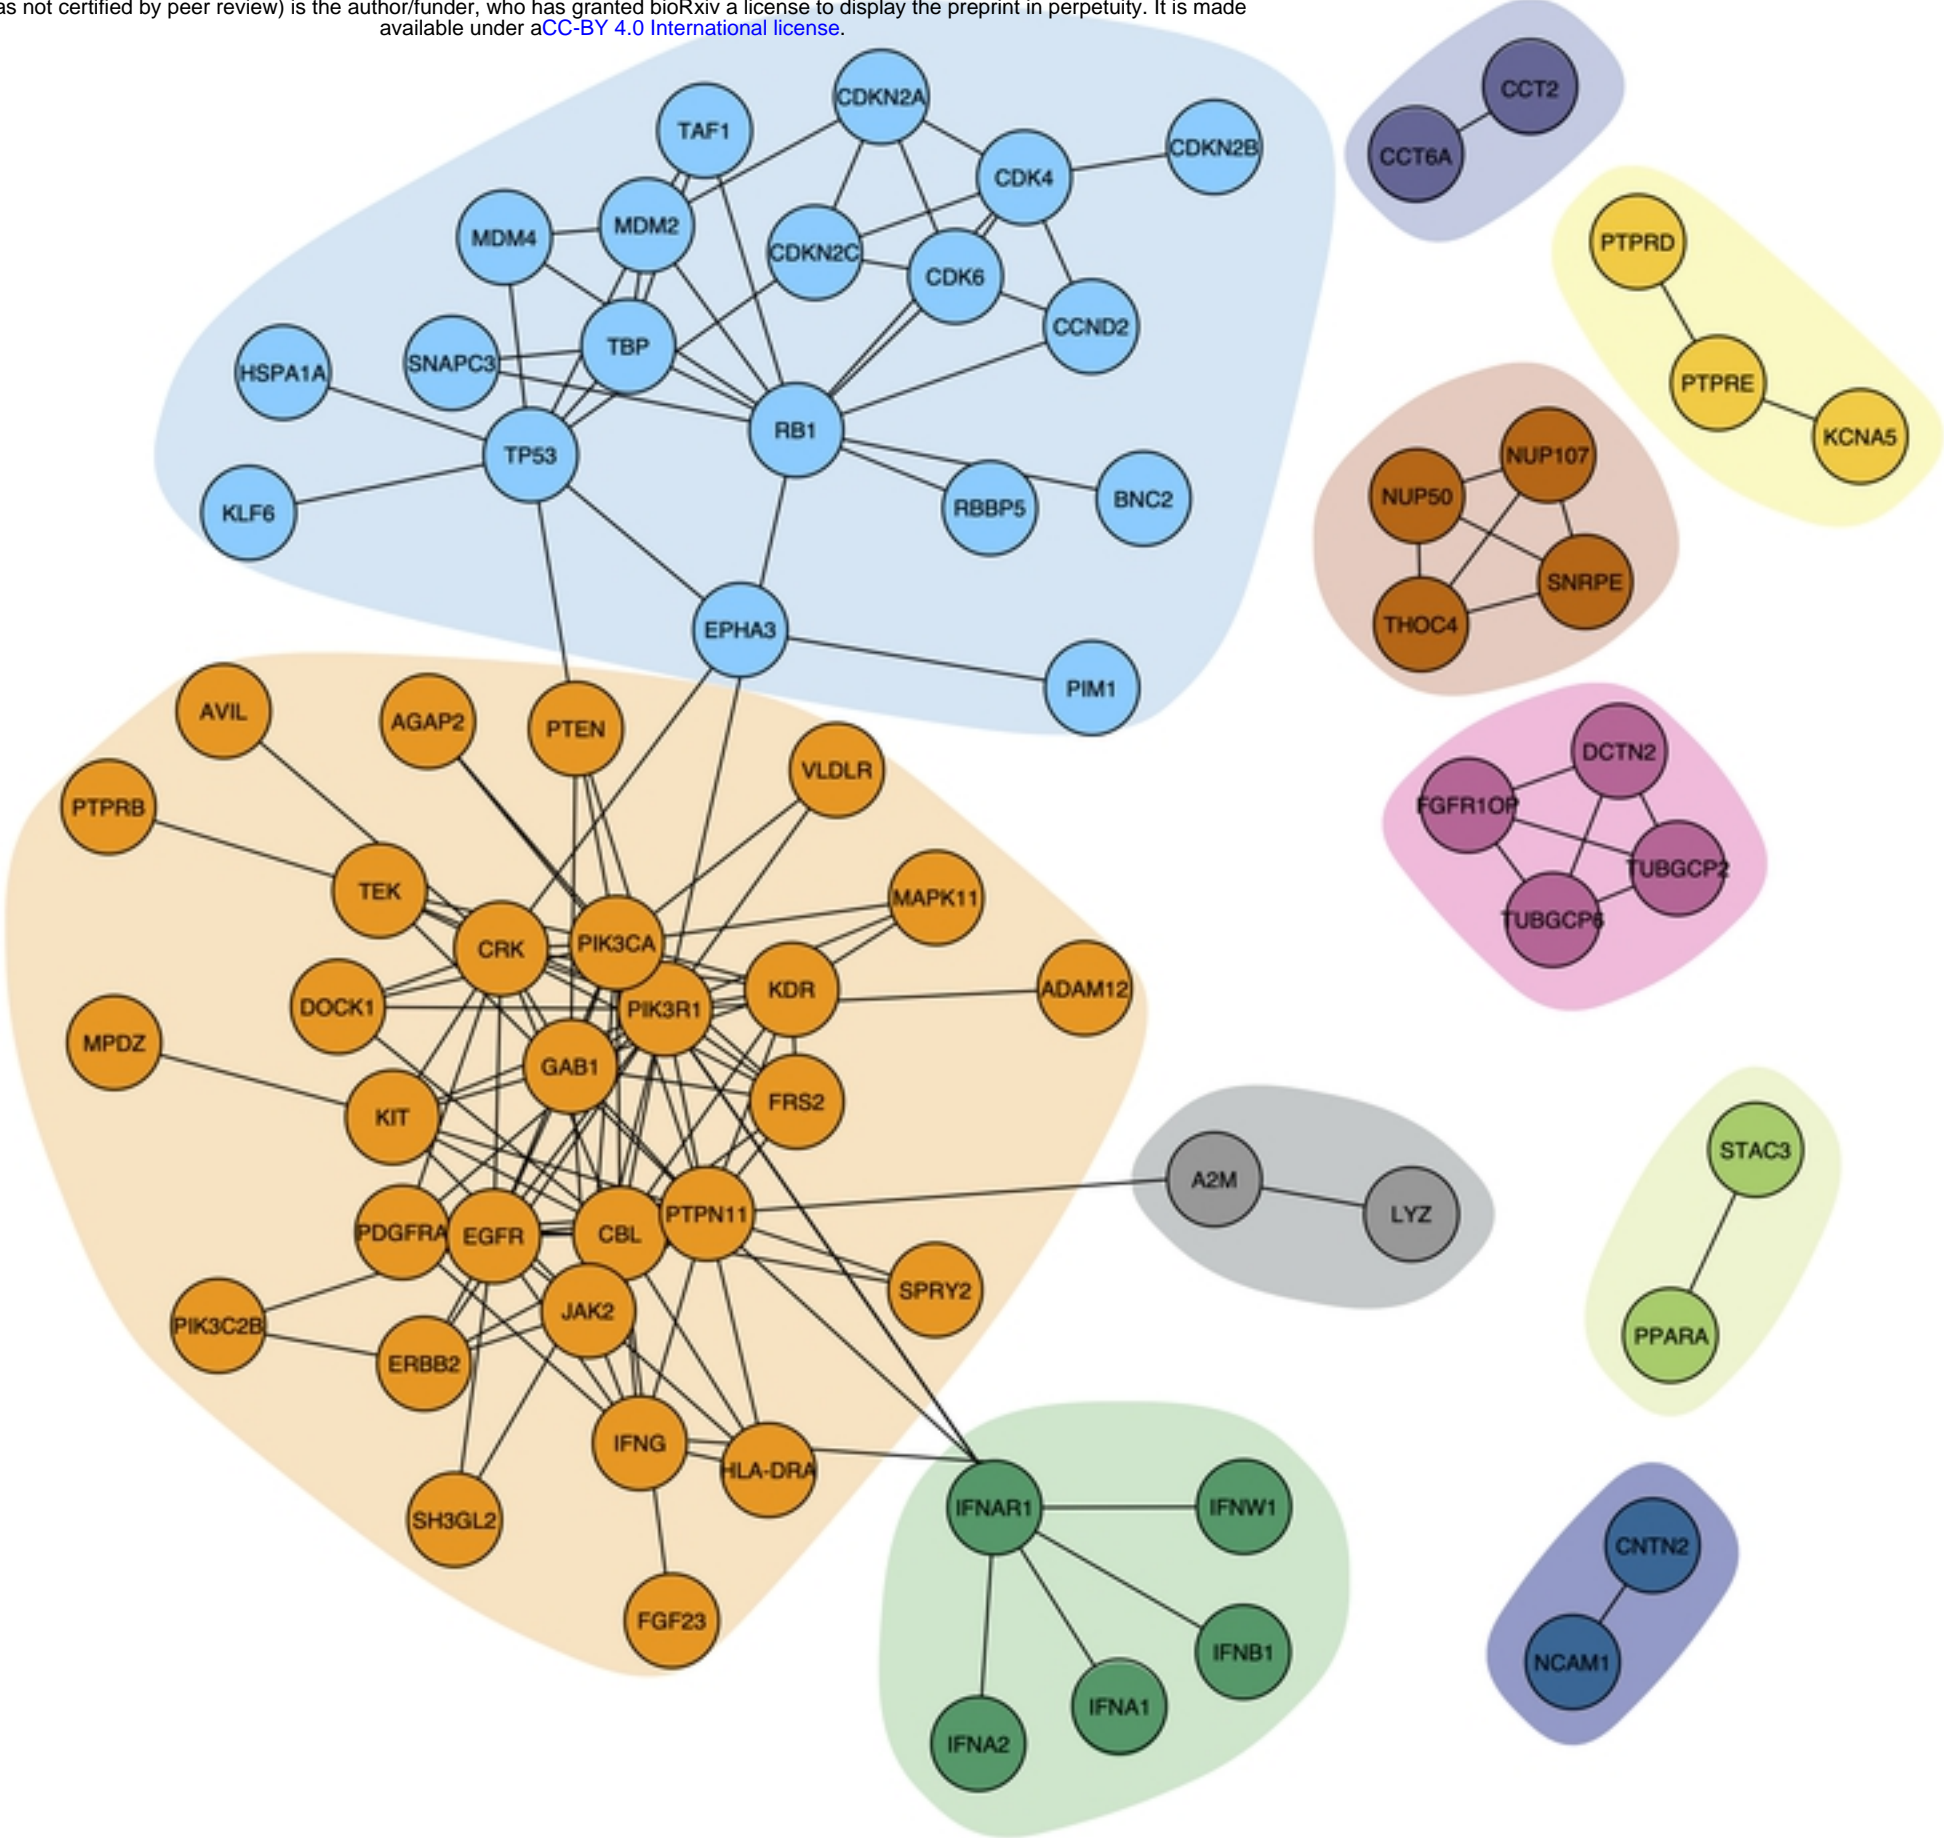 as not certified by peer review) is the author/funder, who has granted bioRxiv a license to display the preprint in perpetuity. It is made
available under aCC-BY 4.0 International license.
CDKN2A
TAF1
CDKN2B
CDK4
MDM2
MDM4
CDKN2C
CDK6
CCND2
TBP
SNAPC3
HSPA1A
RB1
TP53
KLF6
RBBP5
BNC2
EPHA3
PIM1
CCT2
CCT6A
PTPRD
PTPRE
KCNA5
NUP107
NUP50
SNRPE
THOC4
DCTN2
FGFR1OP
TUBGCP2
TUBGCP6
AVIL
AGAP2
PTEN
VLDLR
PTPRB
TEK
MAPK11
CRK
PIK3CA
KDR
ADAM12
DOCK1
PIK3R1
MPDZ
GAB1
FRS2
KIT
PDGFRA
EGFR
CBL
PTPN11
SPRY2
JAK2
PIK3C2B
ERBB2
IFNG
HLA-DRA
SH3GL2
FGF23
A2M
LYZ
STAC3
PPARA
IFNAR1
IFNW1
IFNB1
IFNA1
IFNA2
CNTN2
NCAM1